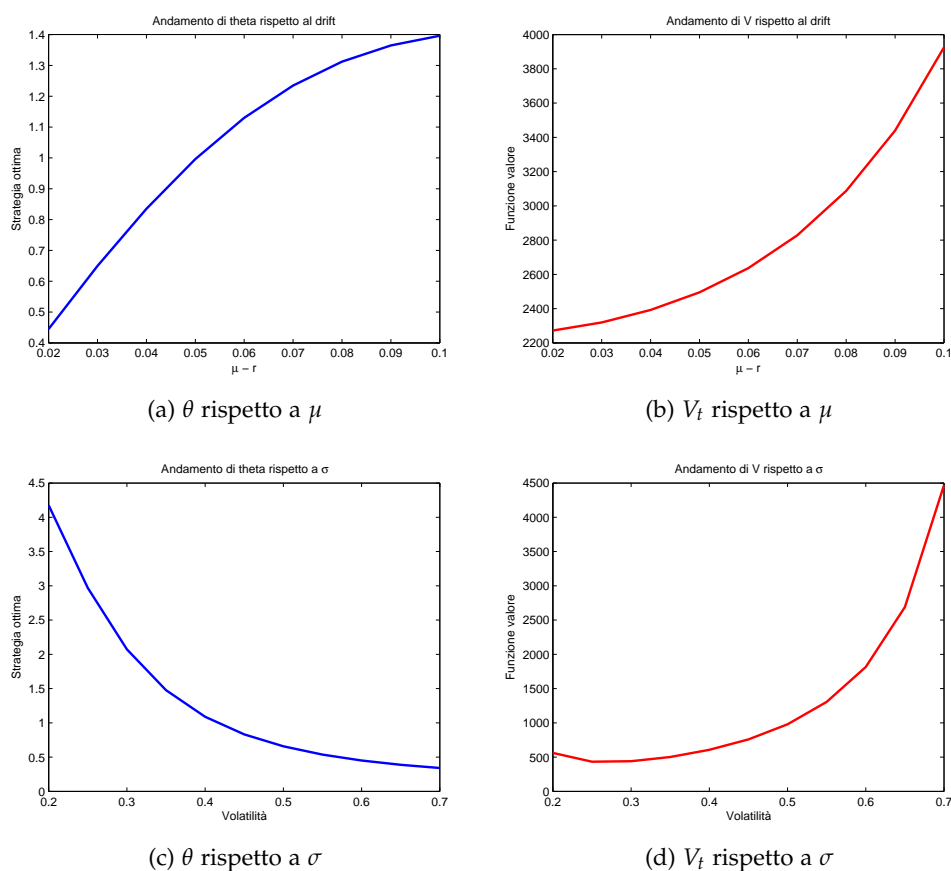 Andamento di theta rispetto al drift
1.4
1.3
1.2
1.1
1
0.9
0.8
0.7
0.6
0.5
0.4
Strategia ottima
0.02 0.03 0.04 0.05 0.06 0.07 0.08 0.09 0.1
μ − r
(a) θ rispetto a μ
Andamento di V rispetto al drift
4000
3800
3600
3400
3200
3000
2800
2600
2400
2200
Funzione valore
0.02 0.03 0.04 0.05 0.06 0.07 0.08 0.09 0.1
μ − r
(b) Vₜ rispetto a μ
Andamento di theta rispetto a σ
4.5
4
3.5
3
2.5
2
1.5
1
0.5
0
Strategia ottima
0.2 0.3 0.4 0.5 0.6 0.7
Volatilità
(c) θ rispetto a σ
Andamento di V rispetto a σ
4500
4000
3500
3000
2500
2000
1500
1000
500
0
Funzione valore
0.2 0.3 0.4 0.5 0.6 0.7
Volatilità
(d) Vₜ rispetto a σ